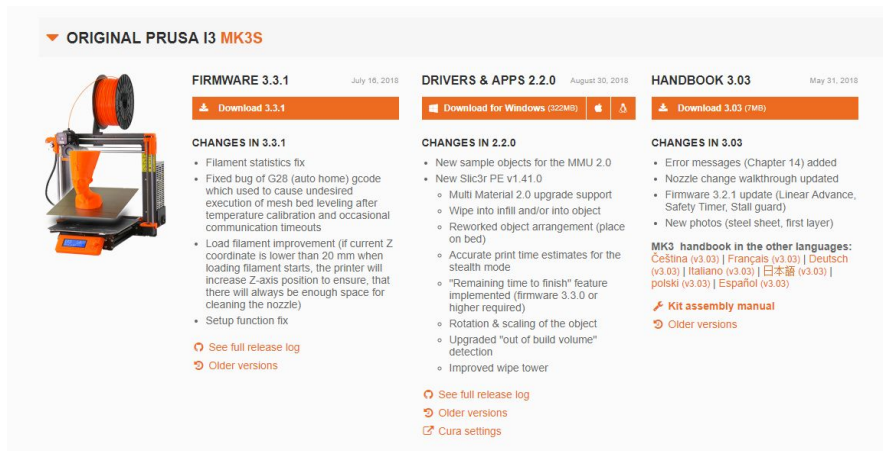 ORIGINAL PRUSA I3 MK3S
FIRMWARE 3.3.1 July 16, 2018
Download 3.3.1
CHANGES IN 3.3.1
Filament statistics fix
Fixed bug of G28 (auto home) gcode
which used to cause undesired
execution of mesh bed leveling after
temperature calibration and occasional
communication timeouts
Load filament improvement (if current Z
coordinate is lower than 20 mm when
loading filament starts, the printer will
increase Z-axis position to ensure, that
there will always be enough space for
cleaning the nozzle)
Setup function fix
See full release log
Older versions
DRIVERS & APPS 2.2.0 August 30, 2018
Download for Windows (322MB)
CHANGES IN 2.2.0
New sample objects for the MMU 2.0
New Slic3r PE v1.41.0
Multi Material 2.0 upgrade support
Wipe into infill and/or into object
Reworked object arrangement (place
on bed)
Accurate print time estimates for the
stealth mode
"Remaining time to finish" feature
implemented (firmware 3.3.0 or
higher required)
Rotation & scaling of the object
Upgraded "out of build volume"
detection
Improved wipe tower
See full release log
Older versions
Cura settings
HANDBOOK 3.03 May 31, 2018
Download 3.03 (7MB)
CHANGES IN 3.03
Error messages (Chapter 14) added
Nozzle change walkthrough updated
Firmware 3.2.1 update (Linear Advance,
Safety Timer, Stall guard)
New photos (steel sheet, first layer)
MK3 handbook in the other languages:
Čeština (v3.03) | Français (v3.03) | Deutsch
(v3.03) | Italiano (v3.03) | 日本語 (v3.03) |
polski (v3.03) | Español (v3.03)
Kit assembly manual
Older versions